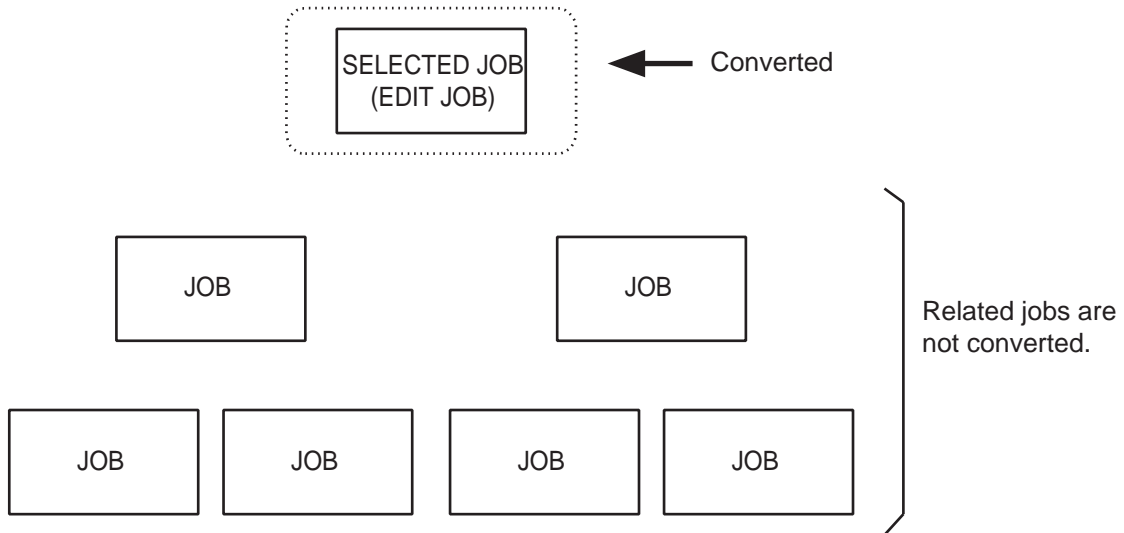 SELECTED JOB
(EDIT JOB)
Converted
JOB
JOB
Related jobs are
not converted.
JOB
JOB
JOB
JOB